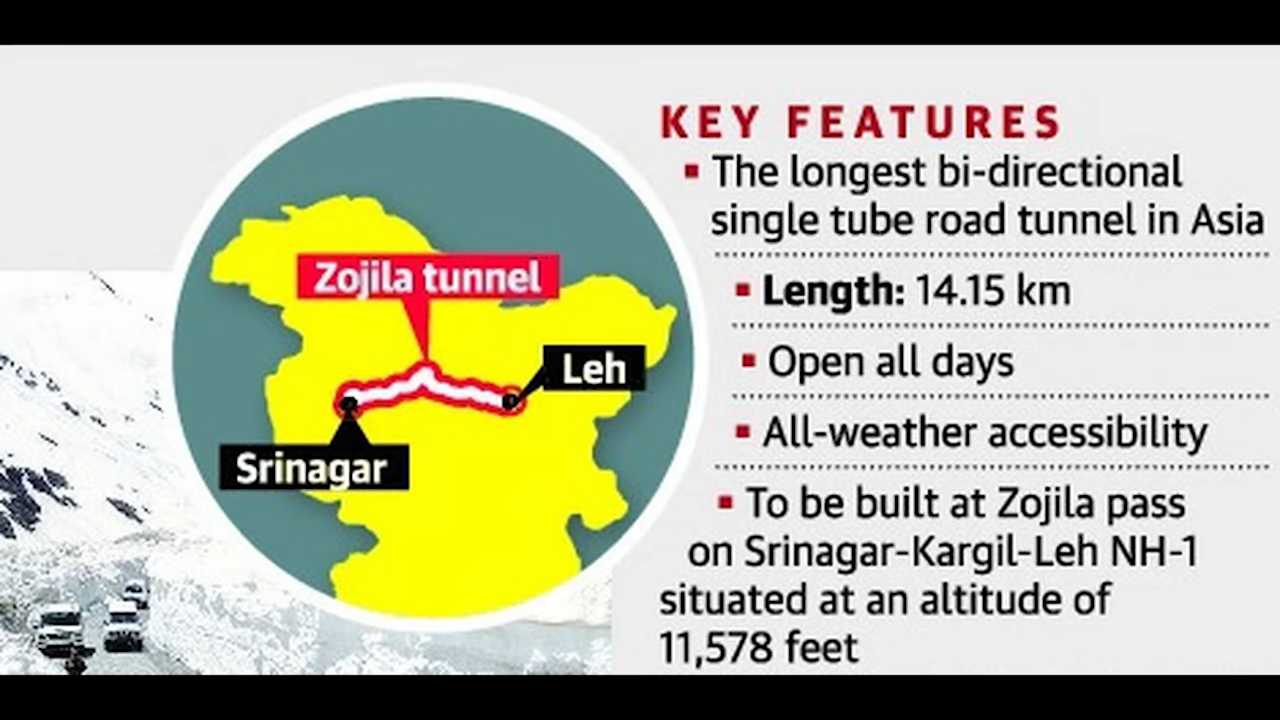 KEY FEATURES
▪ The longest bi-directional
single tube road tunnel in Asia
▪ Length: 14.15 km
▪ Open all days
▪ All-weather accessibility
▪ To be built at Zojila pass
on Srinagar-Kargil-Leh NH-1
situated at an altitude of
11,578 feet
Zojila tunnel
Leh
Srinagar